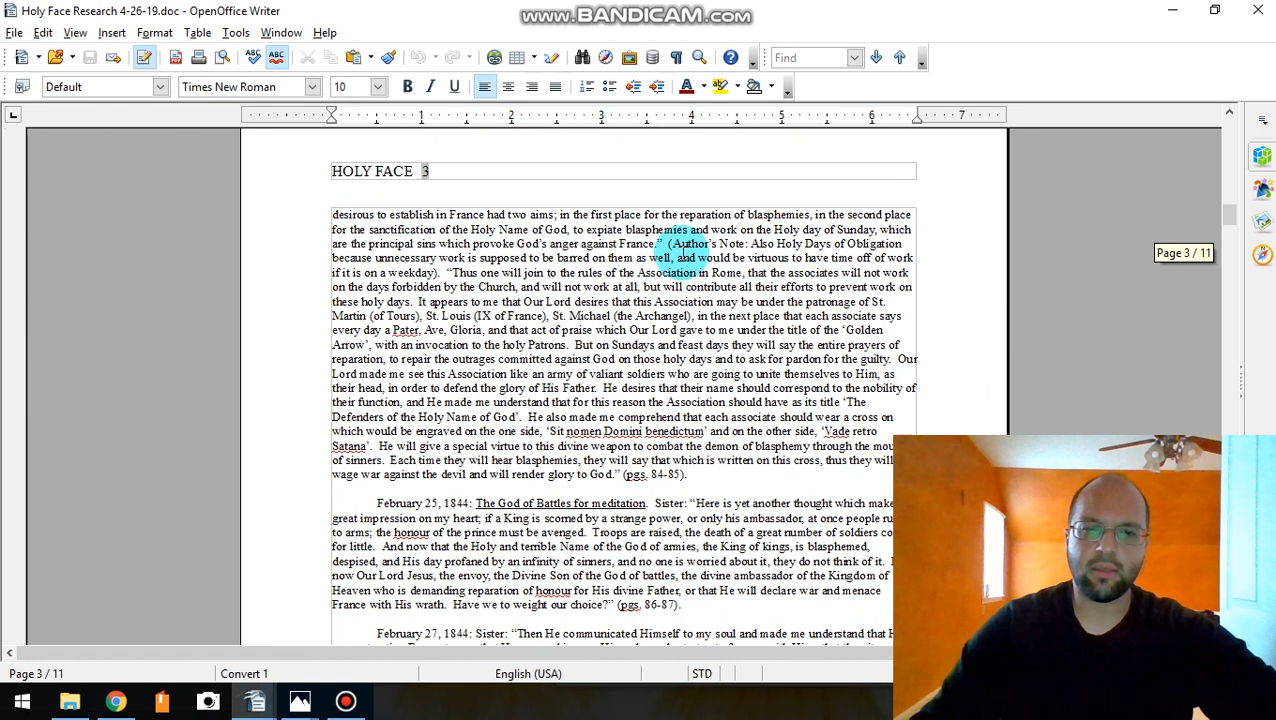 Holy Face Research 4-26-19.doc - OpenOffice Writer
www.BANDICAM.com
File Edit View Insert Format Table Tools Window Help
Find
Default Times New Roman 10
1 2 3 4 5 6 7
HOLY FACE 3
desirous to establish in France had two aims; in the first place for the reparation of blasphemies, in the second place
for the sanctification of the Holy Name of God, to expiate blasphemies and work on the Holy day of Sunday, which
are the principal sins which provoke God's anger against France." (Author's Note: Also Holy Days of Obligation
because unnecessary work is supposed to be barred on them as well, and would be virtuous to have time off of work
if it is on a weekday). "Thus one will join to the rules of the Association in Rome, that the associates will not work
on the days forbidden by the Church, and will not work at all, but will contribute all their efforts to prevent work on
these holy days. It appears to me that Our Lord desires that this Association may be under the patronage of St.
Martin (of Tours), St. Louis (IX of France), St. Michael (the Archangel), in the next place that each associate says
every day a Pater, Ave, Gloria, and that act of praise which Our Lord gave to me under the title of the 'Golden
Arrow', with an invocation to the holy Patrons. But on Sundays and feast days they will say the entire prayers of
reparation, to repair the outrages committed against God on those holy days and to ask for pardon for the guilty. Our
Lord made me see this Association like an army of valiant soldiers who are going to unite themselves to Him, as
their head, in order to defend the glory of His Father. He desires that their name should correspond to the nobility of
their function, and He made me understand that for this reason the Association should have as its title 'The
Defenders of the Holy Name of God'. He also made me comprehend that each associate should wear a cross on
which would be engraved on the one side, 'Sit nomen Domini benedictum' and on the other side, 'Vade retro
Satana'. He will give a special virtue to this divine weapon to combat the demon of blasphemy through the mou
of sinners. Each time they will hear blasphemies, they will say that which is written on this cross, thus they will
wage war against the devil and will render glory to God." (pgs, 84-85).
February 25, 1844: The God of Battles for meditation. Sister: "Here is yet another thought which make
great impression on my heart; if a King is scorned by a strange power, or only his ambassador, at once people ru
to arms; the honour of the prince must be avenged. Troops are raised, the death of a great number of soldiers co
for little. And now that the Holy and terrible Name of the God of armies, the King of kings, is blasphemed,
despised, and His day profaned by an infinity of sinners, and no one is worried about it, they do not think of it.
now Our Lord Jesus, the envoy, the Divine Son of the God of battles, the divine ambassador of the Kingdom of
Heaven who is demanding reparation of honour for His divine Father, or that He will declare war and menace
France with His wrath. Have we to weight our choice?" (pgs, 86-87).
February 27, 1844: Sister: "Then He communicated Himself to my soul and made me understand that H
Page 3 / 11
Page 3 / 11 Convert 1 English (USA) STD